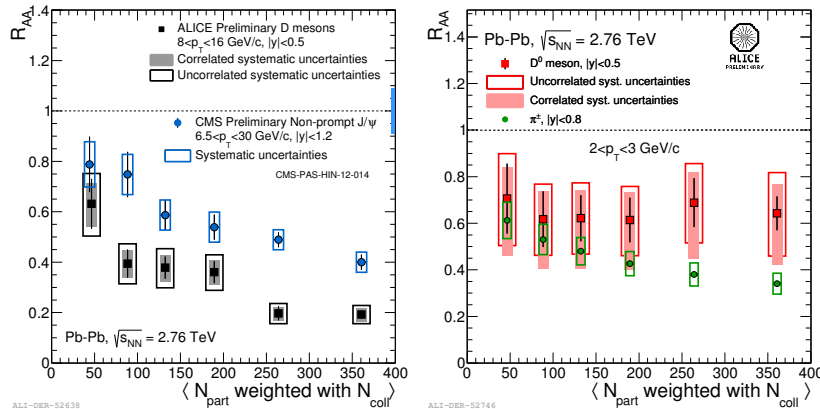 R_AA
1.4
1.2
1
0.8
0.6
0.4
0.2
0
ALICE Preliminary D mesons
8<p_T<16 GeV/c, |y|<0.5
Correlated systematic uncertainties
Uncorrelated systematic uncertainties
CMS Preliminary Non-prompt J/ψ
6.5<p_T<30 GeV/c, |y|<1.2
Systematic uncertainties
CMS-PAS-HIN-12-014
Pb-Pb, √s_NN = 2.76 TeV
0 50 100 150 200 250 300 350 400
⟨ N_part weighted with N_coll ⟩
ALI-DER-52638
R_AA
1.4
1.2
1
0.8
0.6
0.4
0.2
0
Pb-Pb, √s_NN = 2.76 TeV
ALICE
PRELIMINARY
D⁰ meson, |y|<0.5
Uncorrelated syst. uncertainties
Correlated syst. uncertainties
π±, |y|<0.8
2<p_T<3 GeV/c
0 50 100 150 200 250 300 350 400
⟨ N_part weighted with N_coll ⟩
ALI-DER-52746